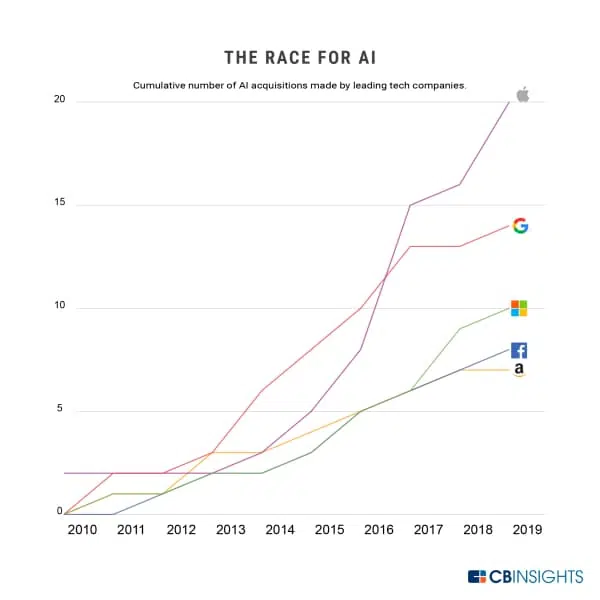 THE RACE FOR AI
Cumulative number of AI acquisitions made by leading tech companies.
20
15
10
5
0
2010 2011 2012 2013 2014 2015 2016 2017 2018 2019
CBINSIGHTS